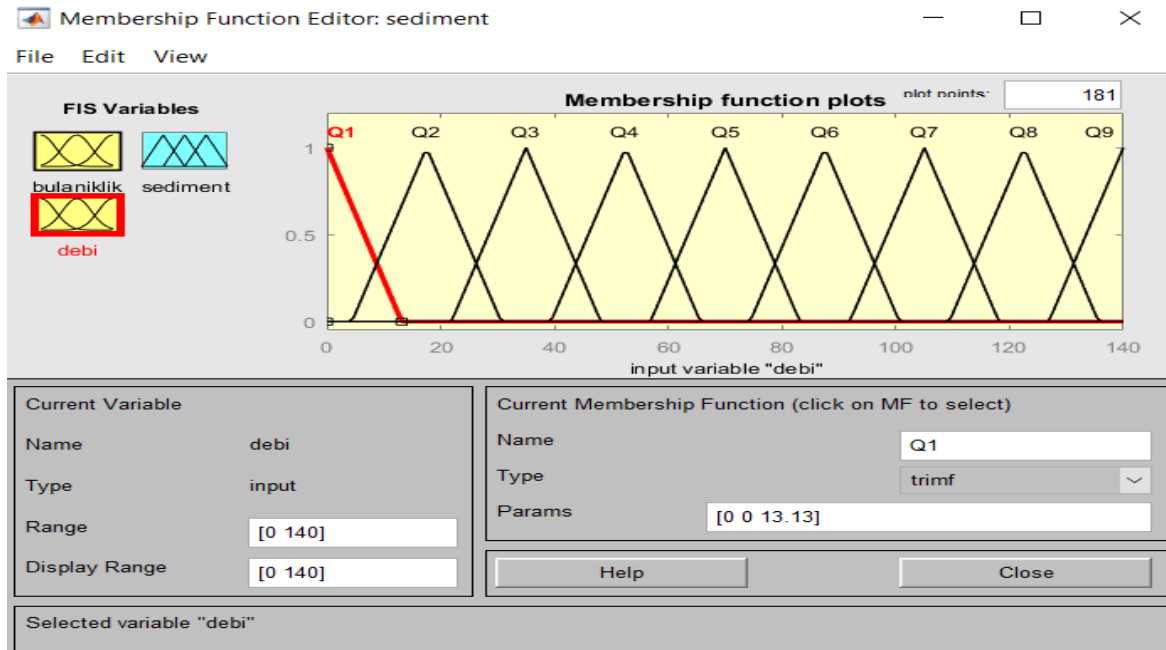 Membership Function Editor: sediment
File Edit View
FIS Variables
bulaniklik sediment
debi
Membership function plots plot points: 181
Q1 Q2 Q3 Q4 Q5 Q6 Q7 Q8 Q9
1
0.5
0
0 20 40 60 80 100 120 140
input variable "debi"
Current Variable
Name debi
Type input
Range [0 140]
Display Range [0 140]
Current Membership Function (click on MF to select)
Name Q1
Type trimf
Params [0 0 13.13]
Help Close
Selected variable "debi"